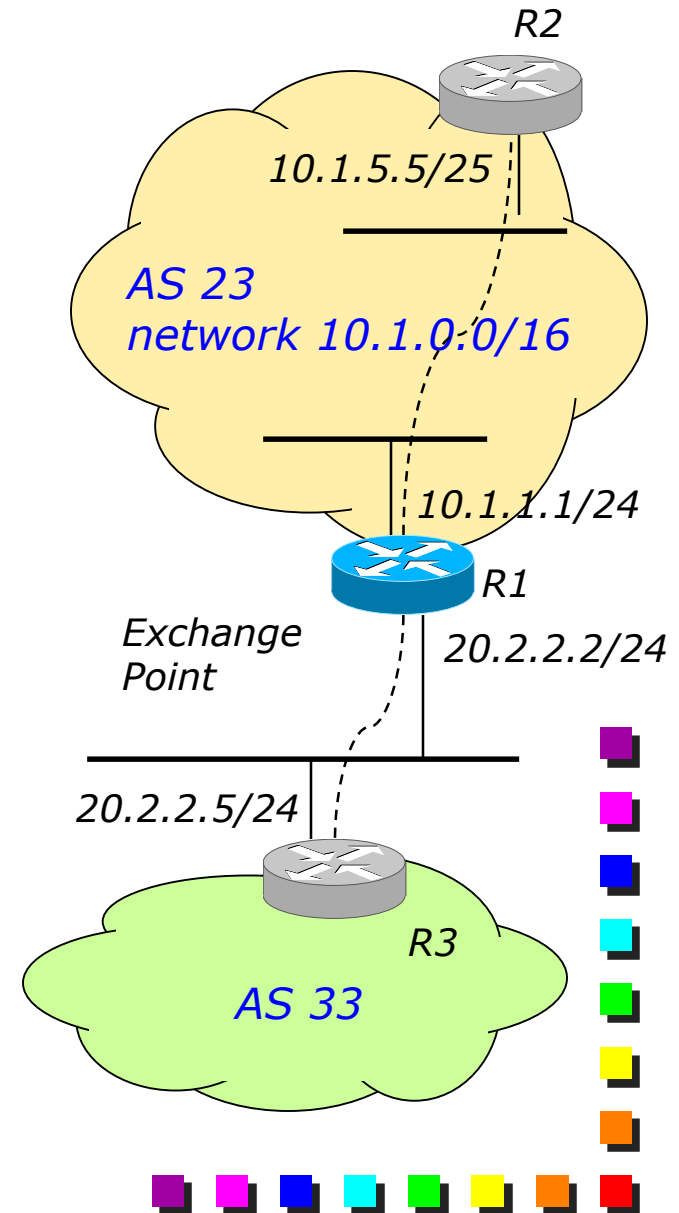 R2
10.1.5.5/25
AS 23
network 10.1.0.0/16
10.1.1.1/24
R1
Exchange
Point
20.2.2.2/24
20.2.2.5/24
R3
AS 33